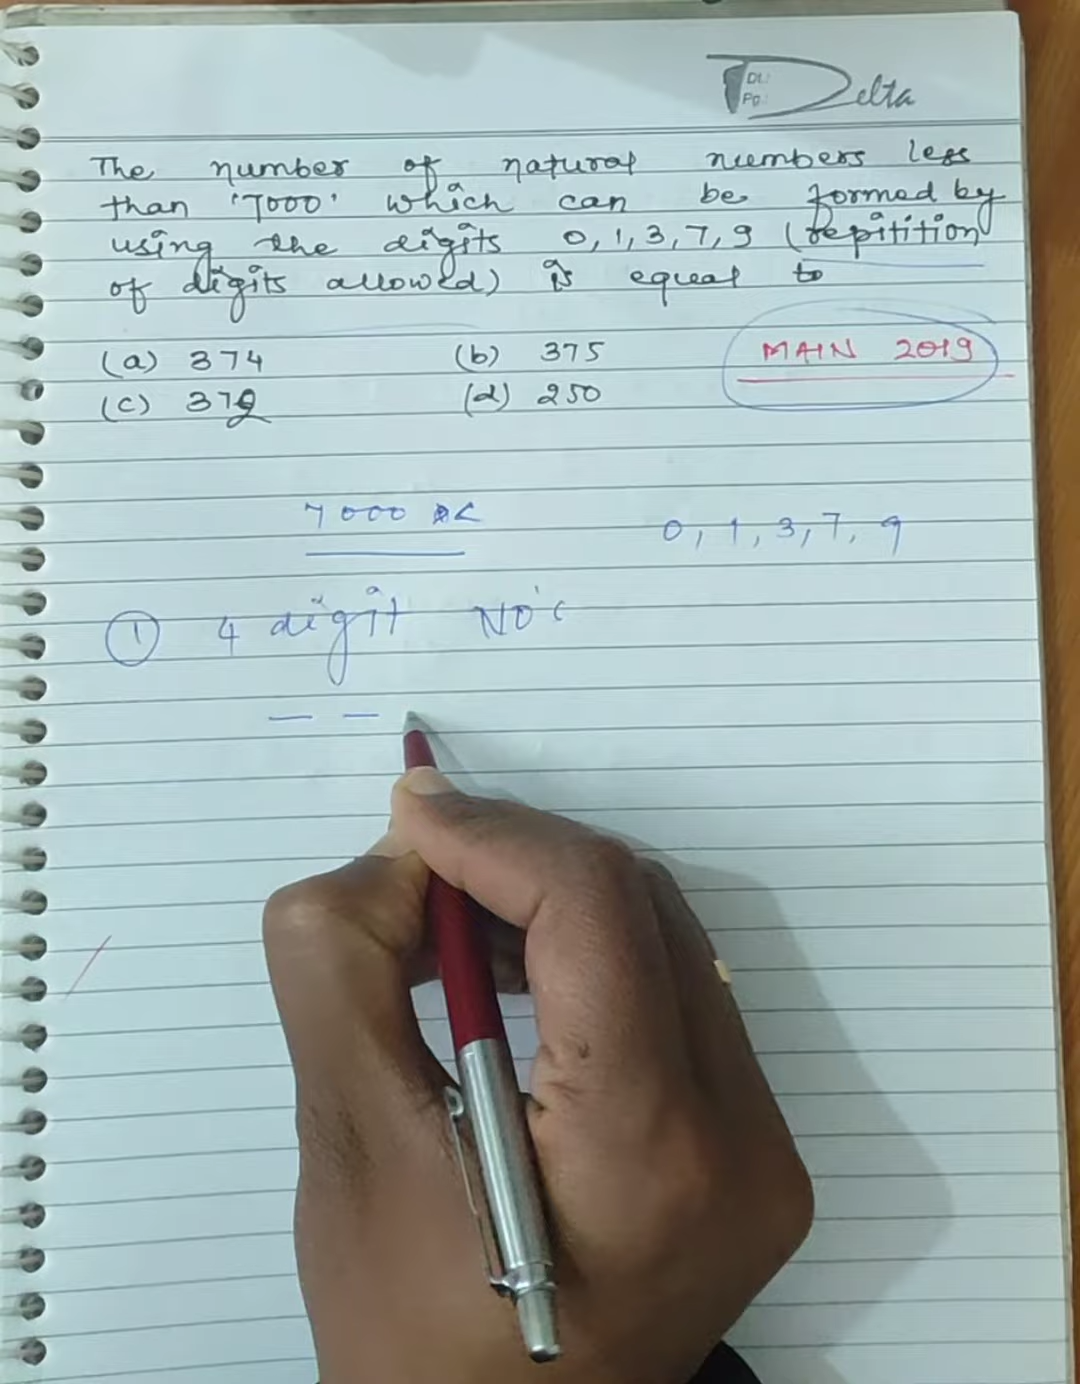 Delta
Dt.:
Pg.:
The number of natural numbers less
than '7000' which can be formed by
using the digits 0, 1, 3, 7, 9 (repitition
of digits allowed) is equal to
(a) 374 (b) 375 MAIN 2019
(c) 372 (d) 250
7000 <
0, 1, 3, 7, 9
① 4 digit NO's